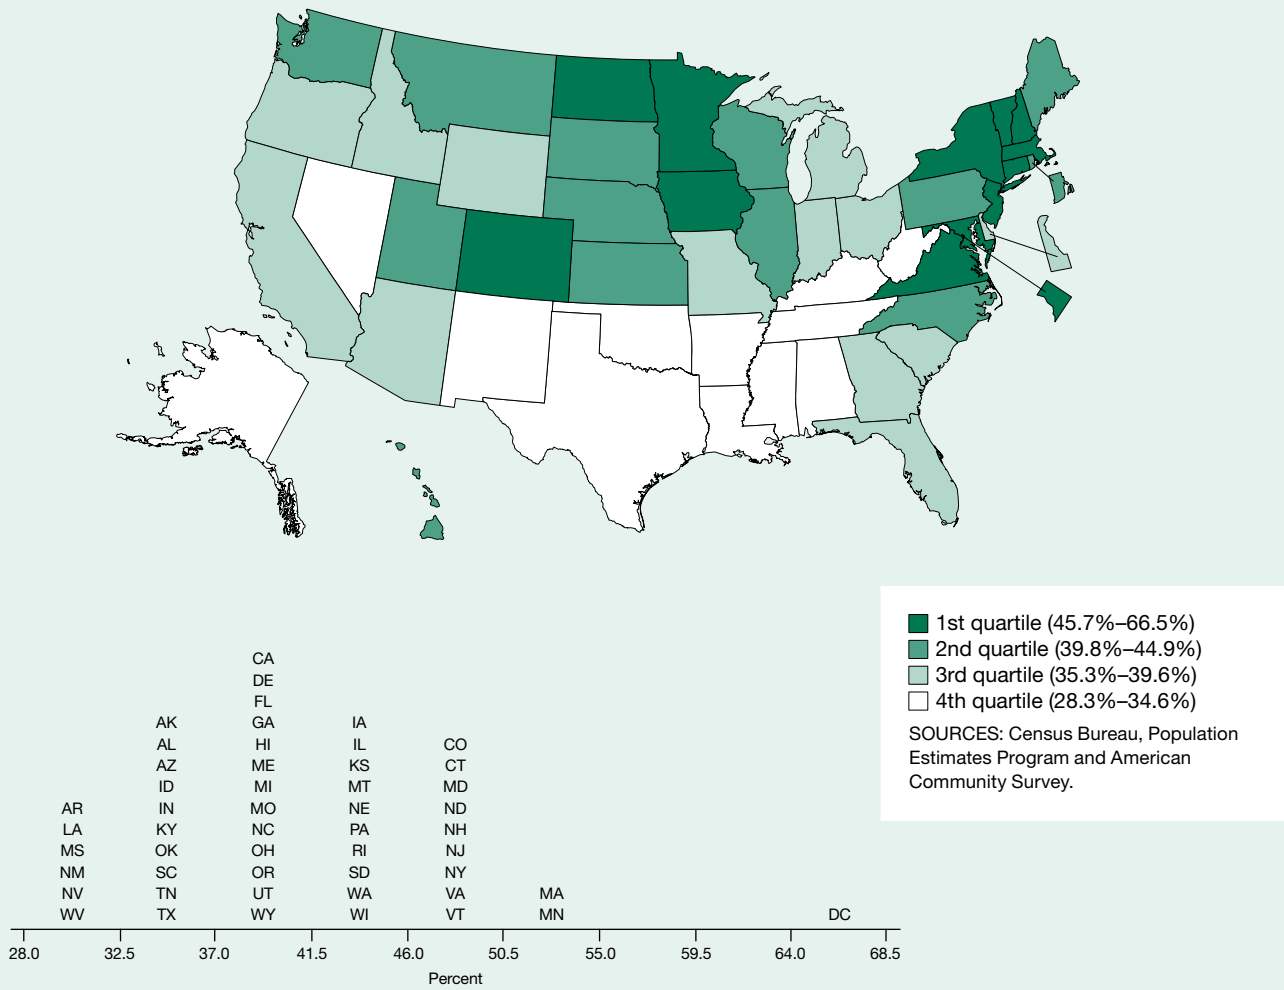 1st quartile (45.7%–66.5%)
2nd quartile (39.8%–44.9%)
3rd quartile (35.3%–39.6%)
4th quartile (28.3%–34.6%)
SOURCES: Census Bureau, Population
Estimates Program and American
Community Survey.
CA
DE
FL
AK GA IA
AL HI IL CO
AZ ME KS CT
ID MI MT MD
AR IN MO NE ND
LA KY NC PA NH
MS OK OH RI NJ
NM SC OR SD NY
NV TN UT WA VA MA
WV TX WY WI VT MN DC
28.0 32.5 37.0 41.5 46.0 50.5 55.0 59.5 64.0 68.5
Percent